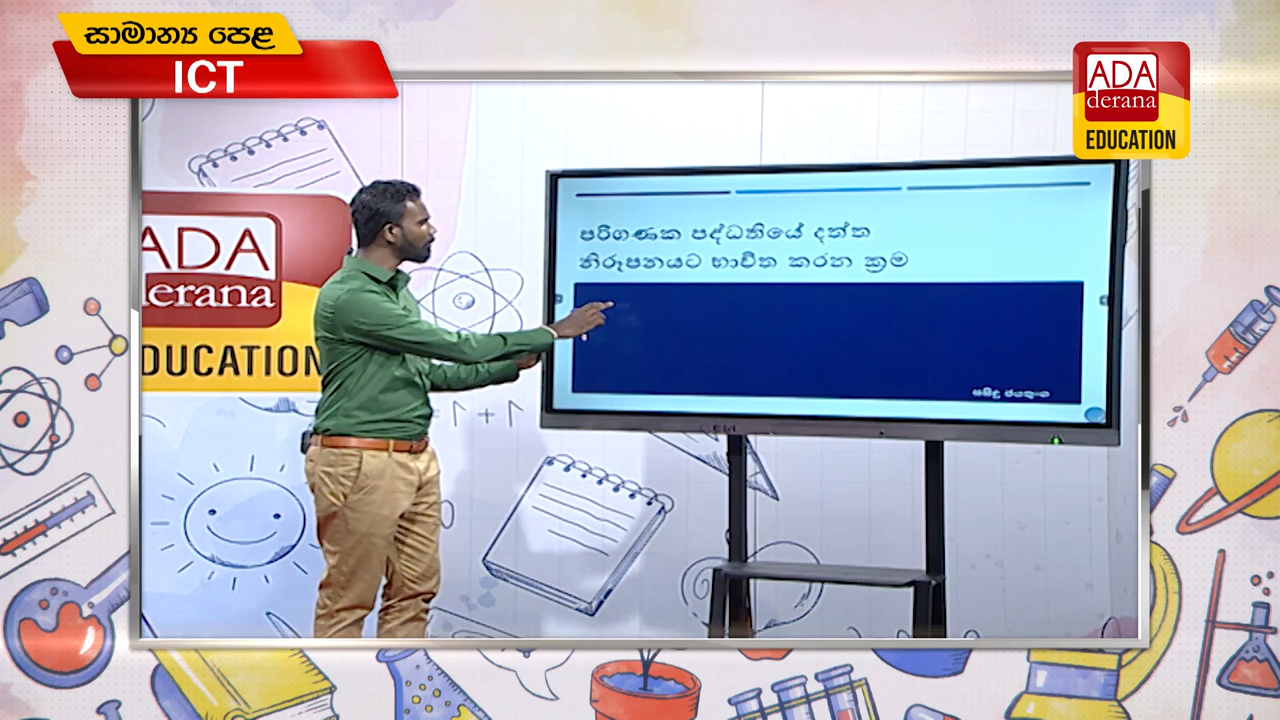 සාමාන්‍ය පෙළ
ICT
ADA
derana
EDUCATION
ADA
derana
EDUCATION
පරිගණක පද්ධතියේ දත්ත
නිරූපනයට භාවිත කරන ක්‍රම